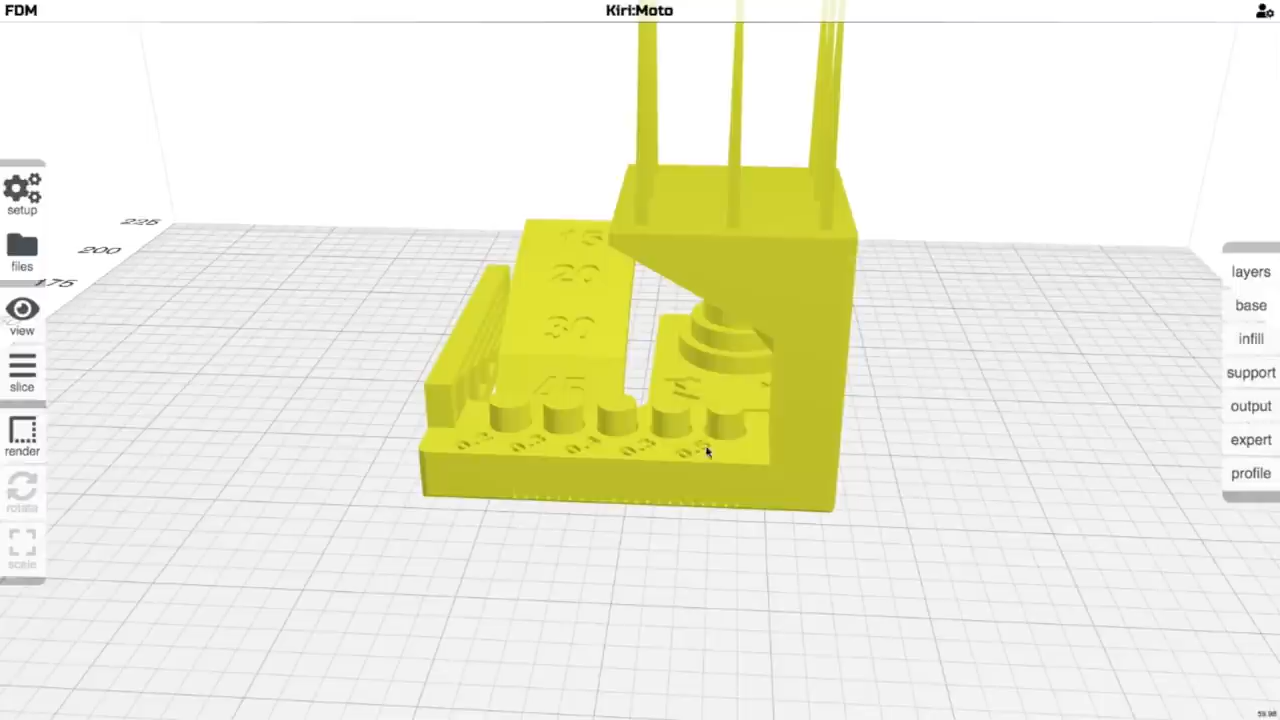 FDM
Kiri:Moto
setup
files
view
slice
render
rotate
scale
layers
base
infill
support
output
expert
profile
225
200
175
15
20
30
45